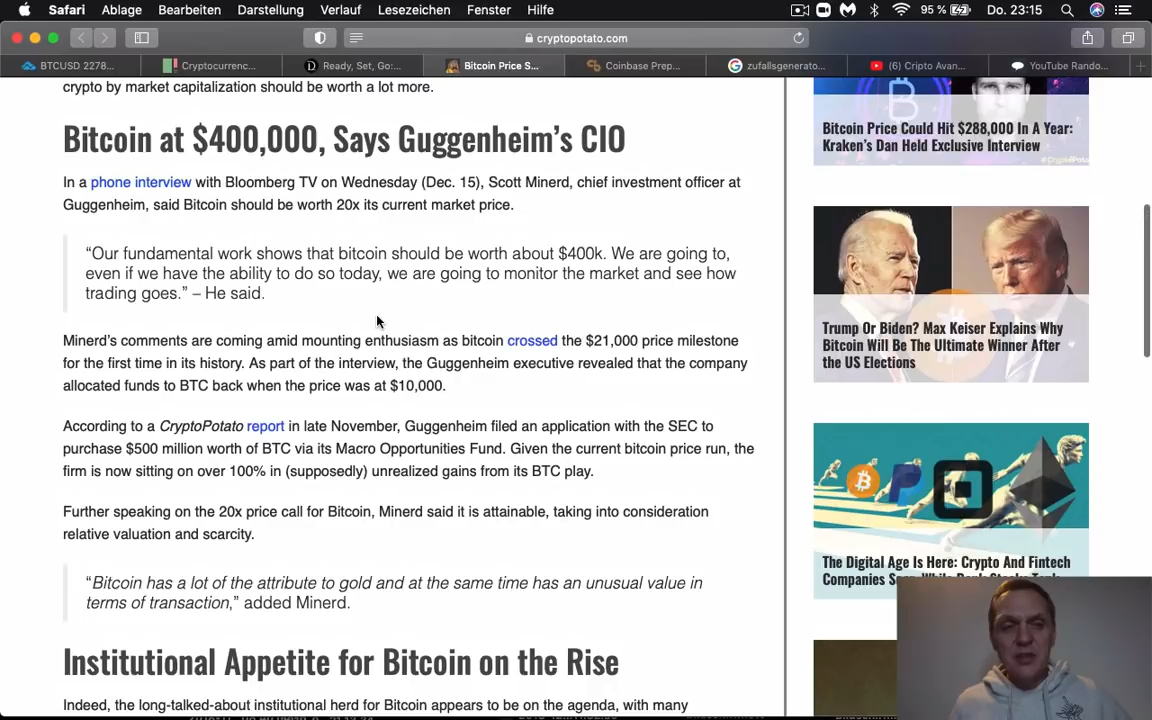 Safari Ablage Bearbeiten Darstellung Verlauf Lesezeichen Fenster Hilfe 95 % Do. 23:15
cryptopotato.com
BTCUSD 2278... Cryptocurrenc... Ready, Set, Go:... Bitcoin Price S... Coinbase Prep... zufallsgenerato... (6) Cripto Avan... YouTube Rando...
crypto by market capitalization should be worth a lot more.
Bitcoin at $400,000, Says Guggenheim’s CIO
In a phone interview with Bloomberg TV on Wednesday (Dec. 15), Scott Minerd, chief investment officer at
Guggenheim, said Bitcoin should be worth 20x its current market price.
“Our fundamental work shows that bitcoin should be worth about $400k. We are going to,
even if we have the ability to do so today, we are going to monitor the market and see how
trading goes.” – He said.
Minerd’s comments are coming amid mounting enthusiasm as bitcoin crossed the $21,000 price milestone
for the first time in its history. As part of the interview, the Guggenheim executive revealed that the company
allocated funds to BTC back when the price was at $10,000.
According to a CryptoPotato report in late November, Guggenheim filed an application with the SEC to
purchase $500 million worth of BTC via its Macro Opportunities Fund. Given the current bitcoin price run, the
firm is now sitting on over 100% in (supposedly) unrealized gains from its BTC play.
Further speaking on the 20x price call for Bitcoin, Minerd said it is attainable, taking into consideration
relative valuation and scarcity.
“Bitcoin has a lot of the attribute to gold and at the same time has an unusual value in
terms of transaction,” added Minerd.
Institutional Appetite for Bitcoin on the Rise
Indeed, the long-talked-about institutional herd for Bitcoin appears to be on the agenda, with many
Bitcoin Price Could Hit $288,000 In A Year:
Kraken’s Dan Held Exclusive Interview
Trump Or Biden? Max Keiser Explains Why
Bitcoin Will Be The Ultimate Winner After
the US Elections
The Digital Age Is Here: Crypto And Fintech
Companies